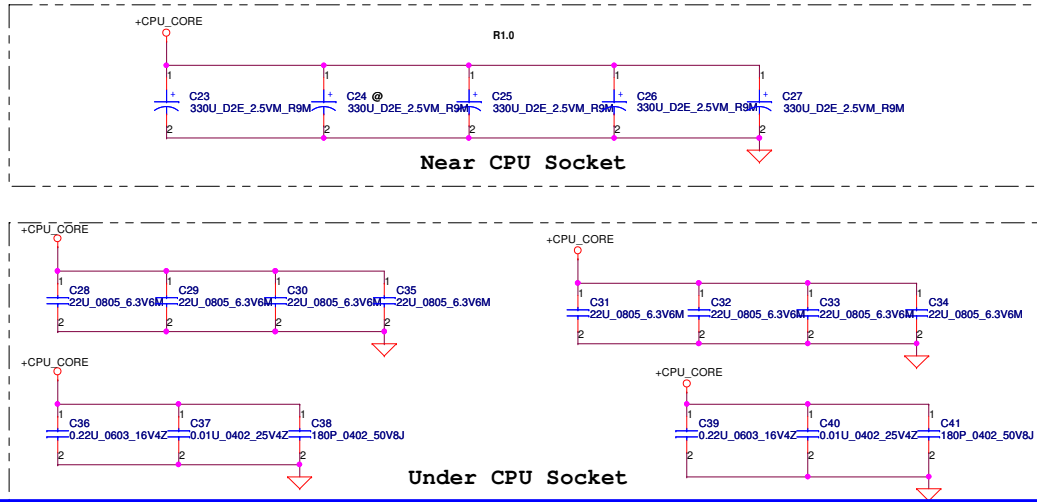 +CPU_CORE
R1.0
1 1 1 1 1
+ C23 + C24 @ + C25 + C26 + C27
330U_D2E_2.5VM_R9M 330U_D2E_2.5VM_R9M 330U_D2E_2.5VM_R9M 330U_D2E_2.5VM_R9M 330U_D2E_2.5VM_R9M
2 2 2 2 2
Near CPU Socket
+CPU_CORE
1 1 1 1
C28 C29 C30 C35
22U_0805_6.3V6M 22U_0805_6.3V6M 22U_0805_6.3V6M 22U_0805_6.3V6M
2 2 2 2
+CPU_CORE
1 1 1 1
C31 C32 C33 C34
22U_0805_6.3V6M 22U_0805_6.3V6M 22U_0805_6.3V6M 22U_0805_6.3V6M
2 2 2 2
+CPU_CORE
1 1 1
C36 C37 C38
0.22U_0603_16V4Z 0.01U_0402_25V4Z 180P_0402_50V8J
2 2 2
+CPU_CORE
1 1 1
C39 C40 C41
0.22U_0603_16V4Z 0.01U_0402_25V4Z 180P_0402_50V8J
2 2 2
Under CPU Socket